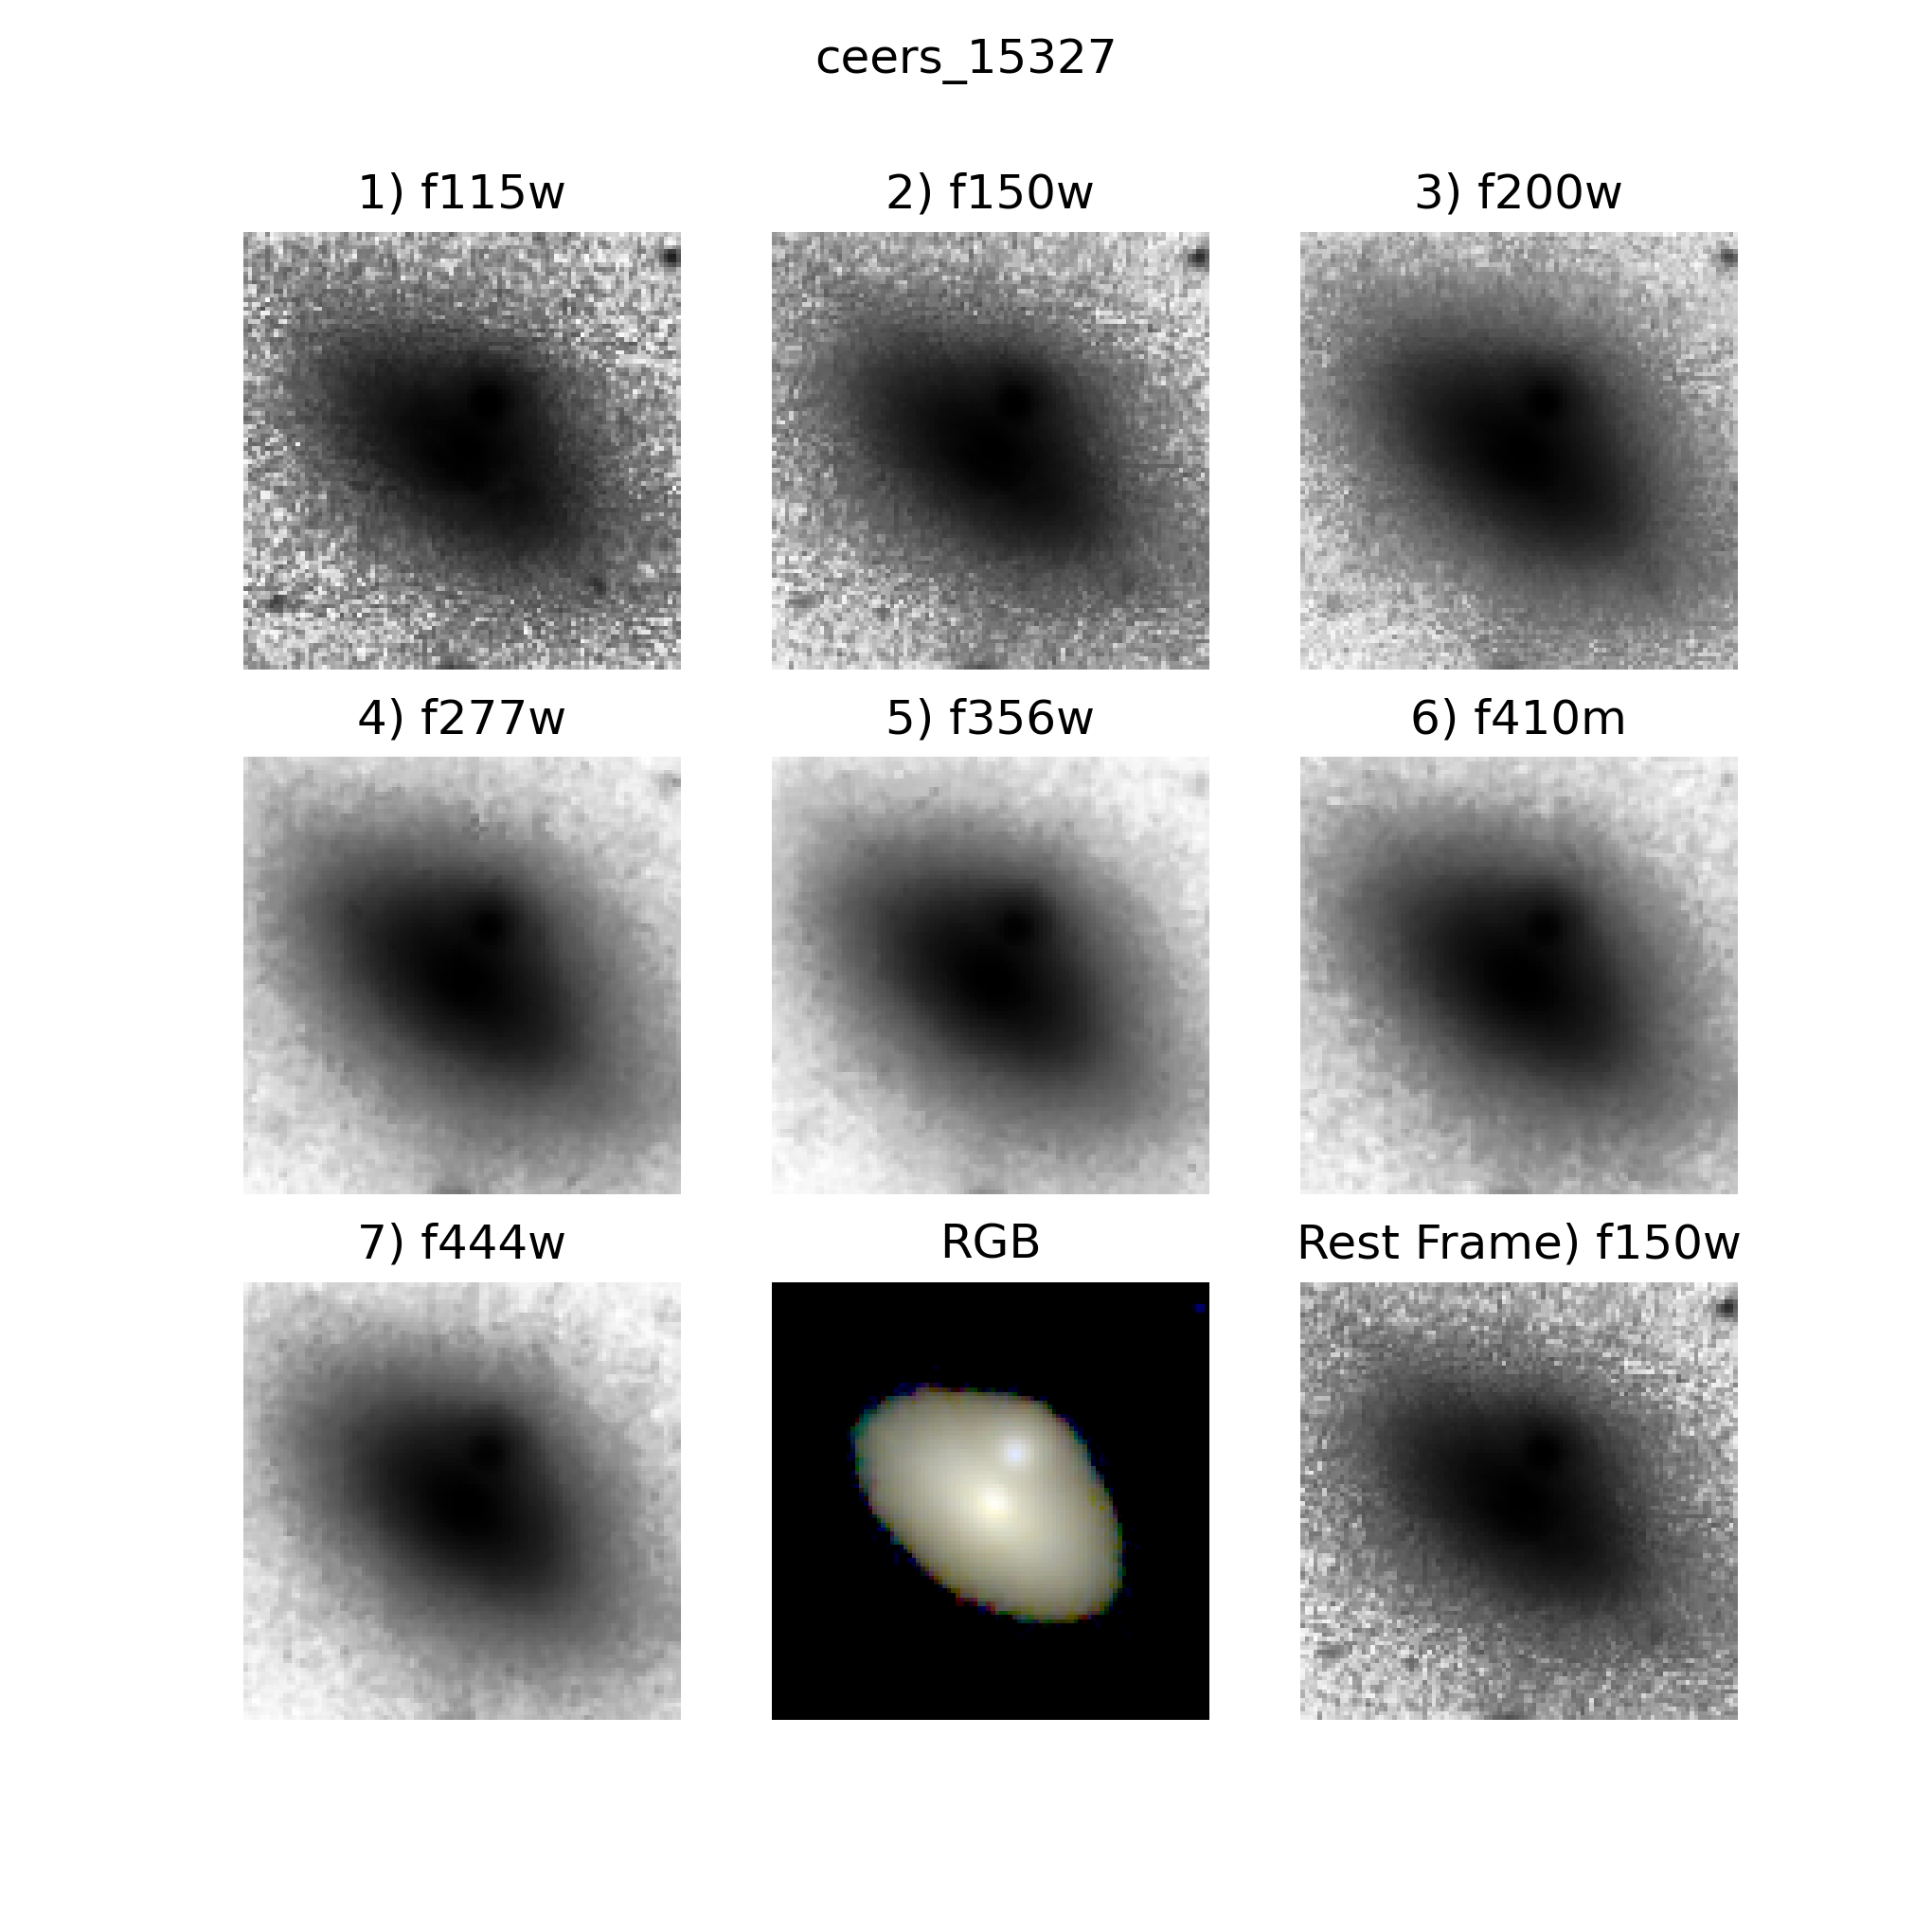 ceers_15327
1) f115w
2) f150w
3) f200w
4) f277w
5) f356w
6) f410m
7) f444w
RGB
Rest Frame) f150w